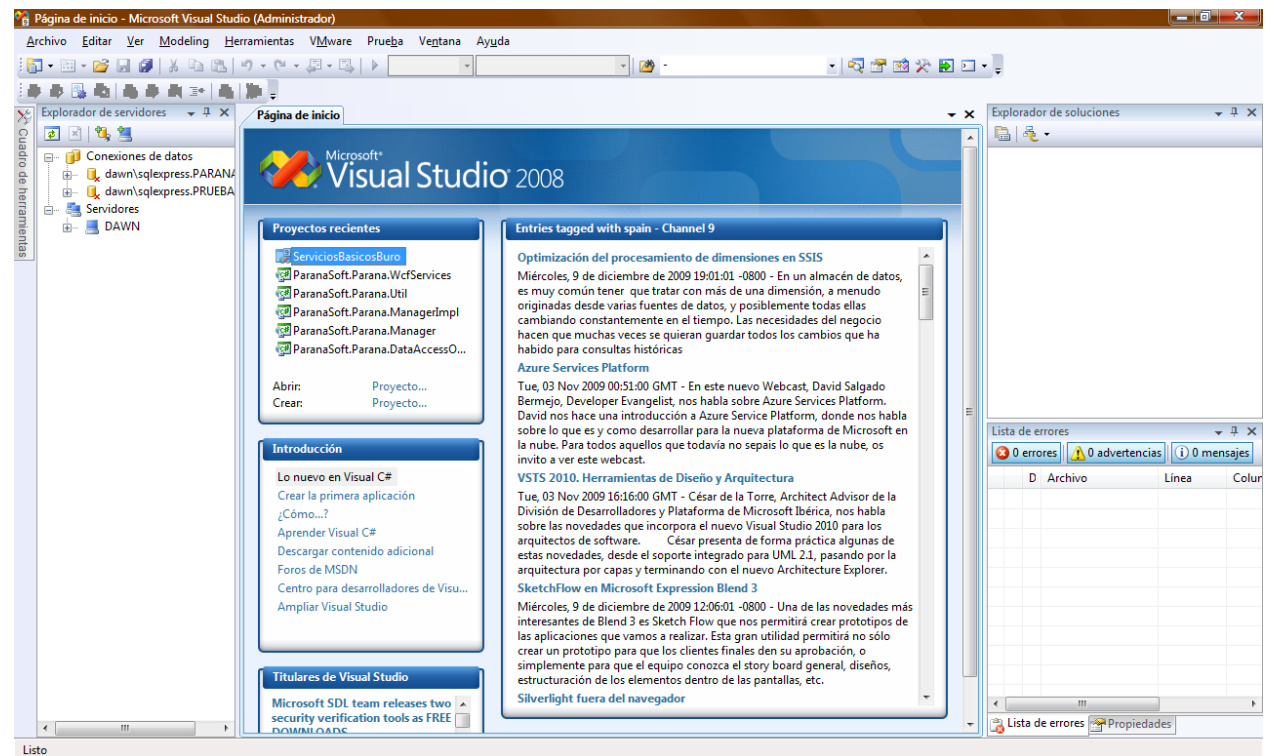 Página de inicio - Microsoft Visual Studio (Administrador)
Archivo Editar Ver Modeling Herramientas VMware Prueba Ventana Ayuda
Cuadro de herramientas
Explorador de servidores
Conexiones de datos
dawn\sqlexpress.PARANA
dawn\sqlexpress.PRUEBA
Servidores
DAWN
Página de inicio
Microsoft®
Visual Studio® 2008
Proyectos recientes
ServiciosBasicosBuro
ParanaSoft.Parana.WcfServices
ParanaSoft.Parana.Util
ParanaSoft.Parana.ManagerImpl
ParanaSoft.Parana.Manager
ParanaSoft.Parana.DataAccessO...
Abrir: Proyecto...
Crear: Proyecto...
Introducción
Lo nuevo en Visual C#
Crear la primera aplicación
¿Cómo...?
Aprender Visual C#
Descargar contenido adicional
Foros de MSDN
Centro para desarrolladores de Visu...
Ampliar Visual Studio
Titulares de Visual Studio
Microsoft SDL team releases two
security verification tools as FREE
DOWNLOADS
Entries tagged with spain - Channel 9
Optimización del procesamiento de dimensiones en SSIS
Miércoles, 9 de diciembre de 2009 19:01:01 -0800 - En un almacén de datos,
es muy común tener que tratar con más de una dimensión, a menudo
originadas desde varias fuentes de datos, y posiblemente todas ellas
cambiando constantemente en el tiempo. Las necesidades del negocio
hacen que muchas veces se quieran guardar todos los cambios que ha
habido para consultas históricas
Azure Services Platform
Tue, 03 Nov 2009 00:51:00 GMT - En este nuevo Webcast, David Salgado
Bermejo, Developer Evangelist, nos habla sobre Azure Services Platform.
David nos hace una introducción a Azure Service Platform, donde nos habla
sobre lo que es y como desarrollar para la nueva plataforma de Microsoft en
la nube. Para todos aquellos que todavía no sepais lo que es la nube, os
invito a ver este webcast.
VSTS 2010. Herramientas de Diseño y Arquitectura
Tue, 03 Nov 2009 16:16:00 GMT - César de la Torre, Architect Advisor de la
División de Desarrolladores y Plataforma de Microsoft Ibérica, nos habla
sobre las novedades que incorpora el nuevo Visual Studio 2010 para los
arquitectos de software. César presenta de forma práctica algunas de
estas novedades, desde el soporte integrado para UML 2.1, pasando por la
arquitectura por capas y terminando con el nuevo Architecture Explorer.
SketchFlow en Microsoft Expression Blend 3
Miércoles, 9 de diciembre de 2009 12:06:01 -0800 - Una de las novedades más
interesantes de Blend 3 es Sketch Flow que nos permitirá crear prototipos de
las aplicaciones que vamos a realizar. Esta gran utilidad permitirá no sólo
crear un prototipo para que los clientes finales den su aprobación, o
simplemente para que el equipo conozca el story board general, diseños,
estructuración de los elementos dentro de las pantallas, etc.
Silverlight fuera del navegador
Explorador de soluciones
Lista de errores
0 errores 0 advertencias 0 mensajes
D Archivo Línea Colur
Lista de errores Propiedades
Listo